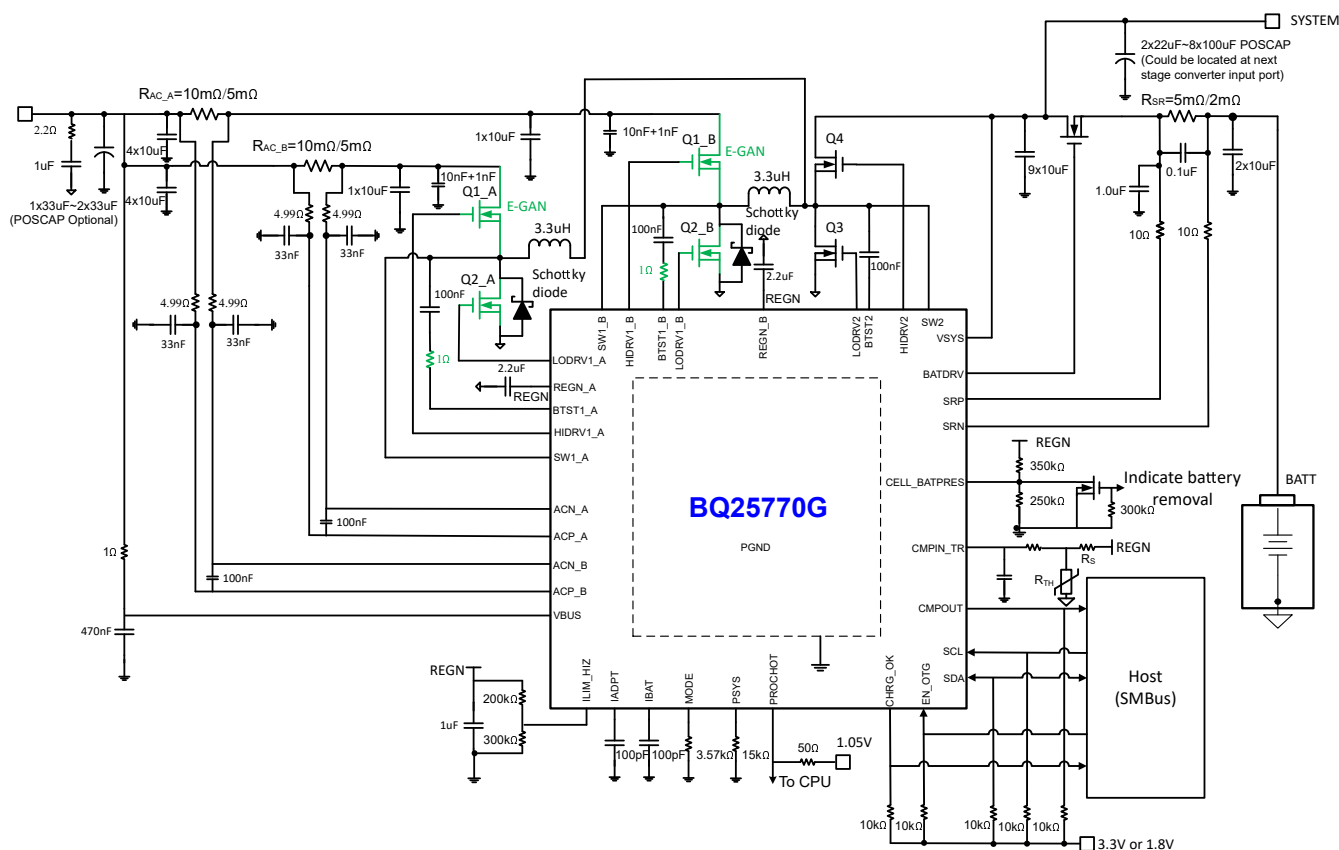 SYSTEM
2x22uF~8x100uF POSCAP
(Could be located at next
stage converter input port)
RAC_A=10mΩ/5mΩ
RSR=5mΩ/2mΩ
2.2Ω
1uF
4x10uF
RAC_B=10mΩ/5mΩ
1x10uF
10nF+1nF
Q1_B
E-GAN
Q4
9x10uF
0.1uF
2x10uF
1.0uF
1x33uF~2x33uF
(POSCAP Optional)
4x10uF
1x10uF
10nF+1nF
Q1_A
E-GAN
3.3uH
Schottky
diode
4.99Ω
4.99Ω
33nF
33nF
3.3uH
100nF
Q2_B
Q3
10Ω
10Ω
1Ω
2.2uF
REGN
100nF
Q2_A
Schottky
diode
100nF
4.99Ω
4.99Ω
33nF
33nF
1Ω
2.2uF
REGN
SW1_B
HIDRV1_B
BTST1_B
LODRV1_B
REGN_B
LODRV2
BTST2
HIDRV2
SW2
LODRV1_A
REGN_A
BTST1_A
HIDRV1_A
SW1_A
ACN_A
ACP_A
ACN_B
ACP_B
VBUS
100nF
100nF
1Ω
470nF
BQ25770G
PGND
VSYS
BATDRV
SRP
SRN
CELL_BATPRES
CMPIN_TR
CMPOUT
SCL
SDA
REGN
350kΩ
250kΩ
300kΩ
Indicate battery
removal
BATT
RS
REGN
RTH
Host
(SMBus)
ILIM_HIZ
IADPT
IBAT
MODE
PSYS
PROCHOT
CHRG_OK
EN_OTG
REGN
200kΩ
1uF
300kΩ
100pF
100pF
3.57kΩ
15kΩ
50Ω
1.05V
To CPU
10kΩ
10kΩ
10kΩ
10kΩ
10kΩ
3.3V or 1.8V